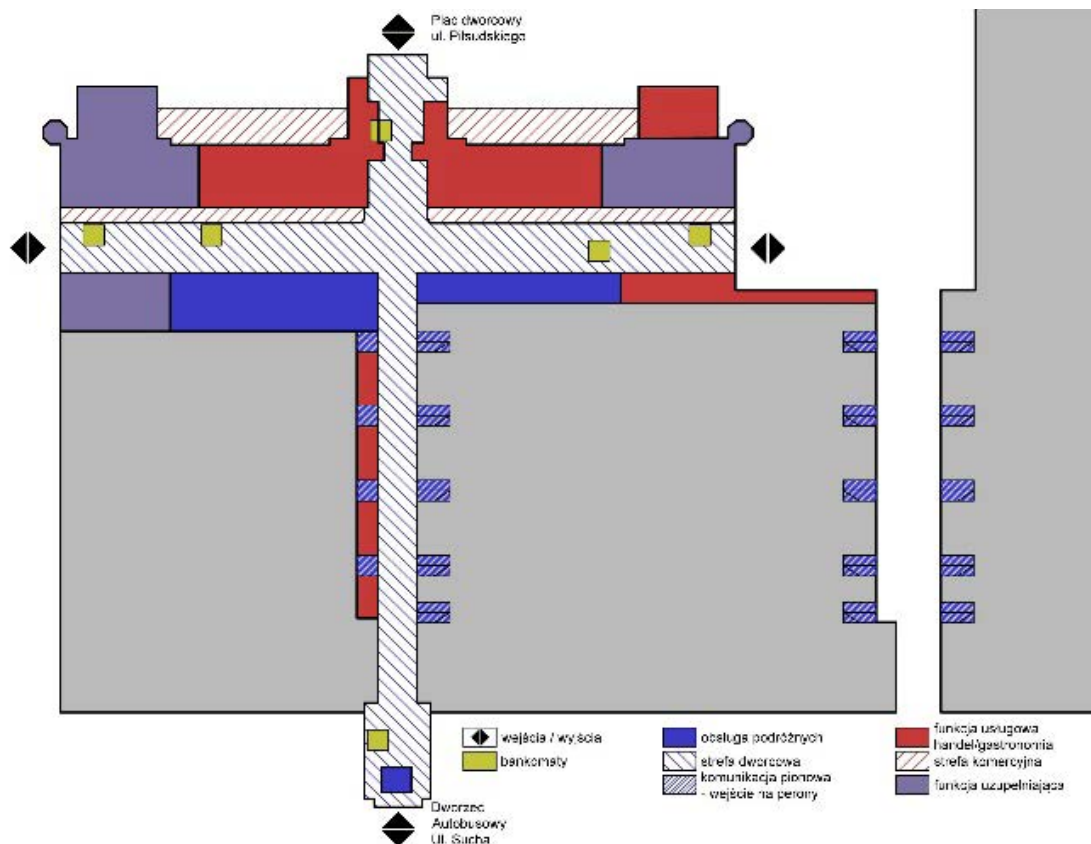 Plac dworcowy
ul. Piłsudskiego
wejścia / wyjścia
bankomaty
obsługa podróżnych
strefa dworcowa
komunikacja pionowa
- wejście na perony
funkcja usługowa
handel/gastronomia
strefa komercyjna
funkcja uzupełniająca
Dworzec
Autobusowy
Ul. Sucha